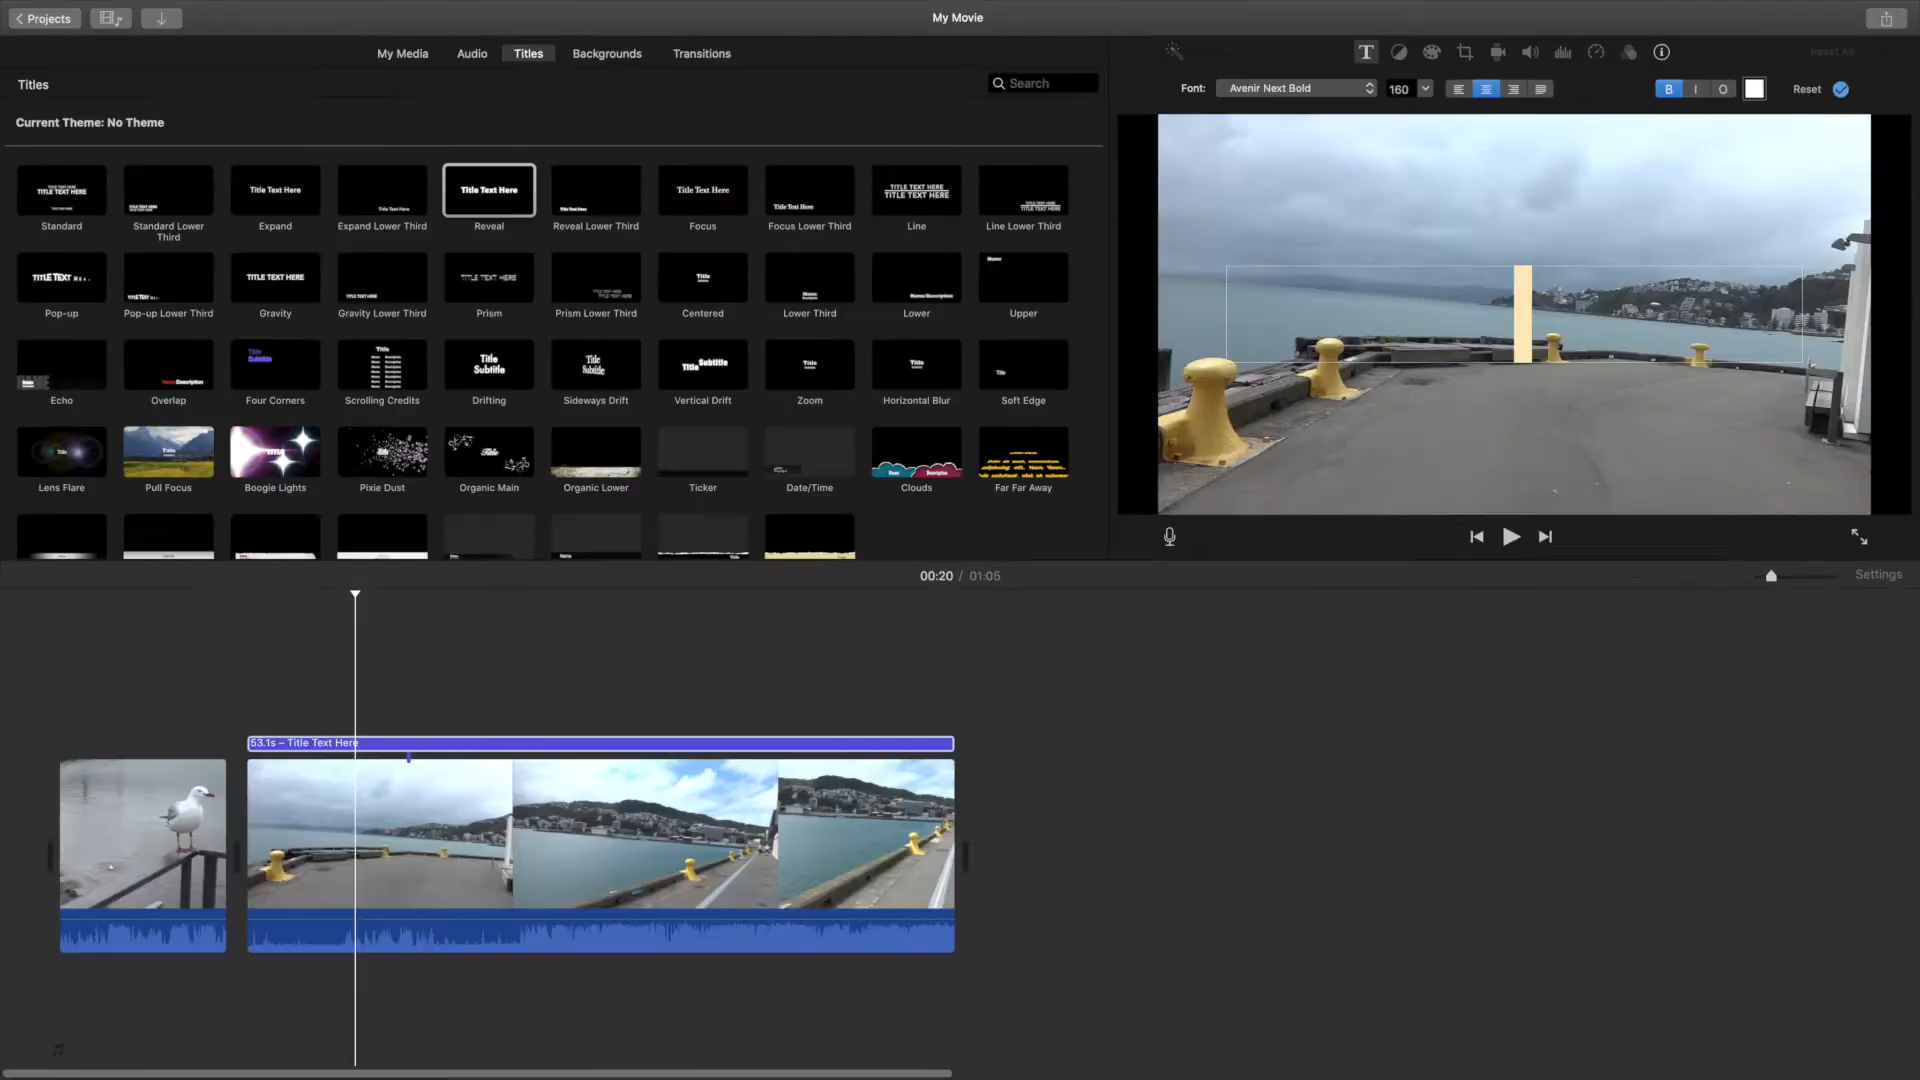 Projects
My Movie
My Media
Audio
Titles
Backgrounds
Transitions
Reset All
Titles
Search
Font:
Avenir Next Bold
160
B
I
O
Reset
Current Theme: No Theme
TITLE TEXT HERE
Title Text Here
Title Text Here
Title Text Here
Title Text Here
Title Text Here
Title Text Here
TITLE TEXT HERE
TITLE TEXT HERE
Standard
Standard Lower Third
Expand
Expand Lower Third
Reveal
Reveal Lower Third
Focus
Focus Lower Third
Line
Line Lower Third
TITLE TEXT
TITLE TEXT HERE
TITLE TEXT HERE
TITLE TEXT HERE
Title
Name
Name/Description
Name
Pop-up
Pop-up Lower Third
Gravity
Gravity Lower Third
Prism
Prism Lower Third
Centered
Lower Third
Lower
Upper
Name Description
Title
Subtitle
Title
Title
Subtitle
Title
Subtitle
Title Subtitle
Title
Title
Title
Echo
Overlap
Four Corners
Scrolling Credits
Drifting
Sideways Drift
Vertical Drift
Zoom
Horizontal Blur
Soft Edge
Title
Title
Title
Lens Flare
Pull Focus
Boogie Lights
Pixie Dust
Organic Main
Organic Lower
Ticker
Date/Time
Clouds
Far Far Away
00:20 / 01:05
Settings
53.1s – Title Text Here